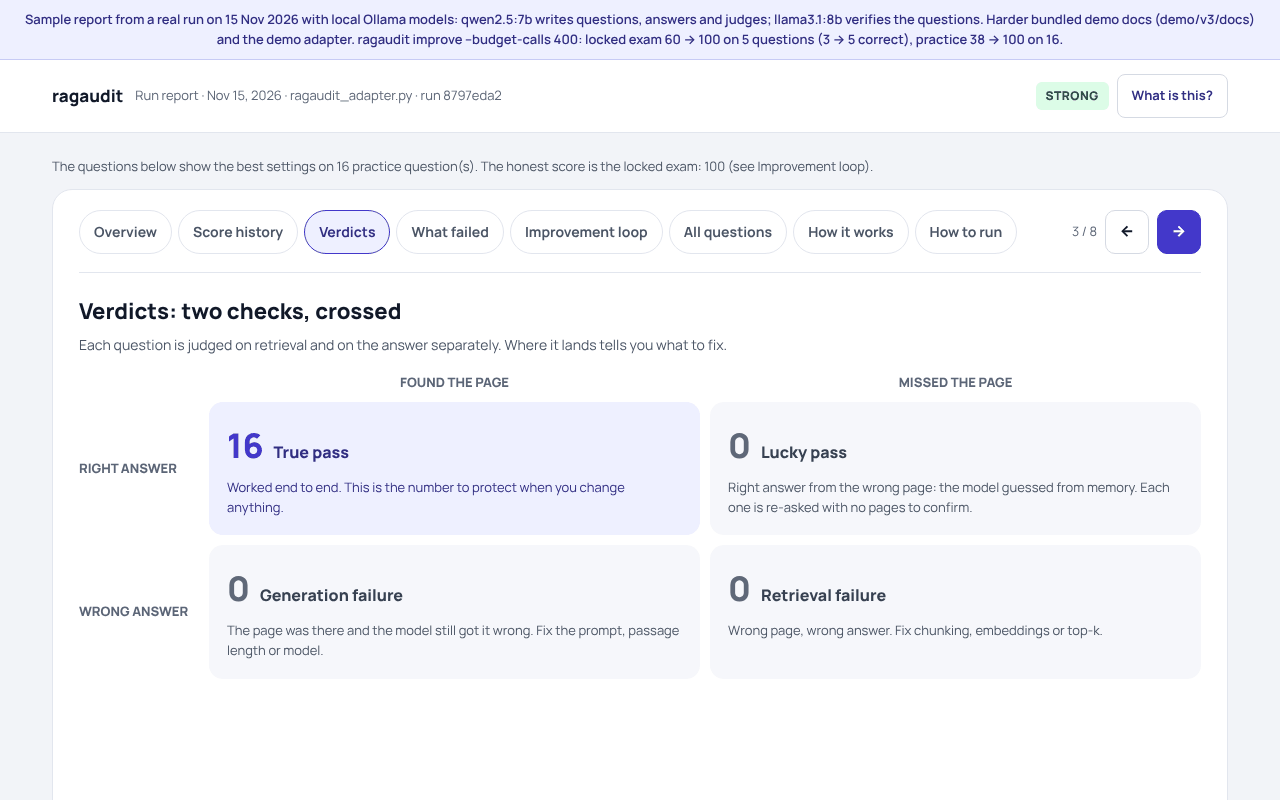 Sample report from a real run on 15 Nov 2026 with local Ollama models: qwen2.5:7b writes questions, answers and judges; llama3.1:8b verifies the questions. Harder bundled demo docs (demo/v3/docs)
and the demo adapter. ragaudit improve –budget-calls 400: locked exam 60 → 100 on 5 questions (3 → 5 correct), practice 38 → 100 on 16.
ragaudit Run report · Nov 15, 2026 · ragaudit_adapter.py · run 8797eda2 STRONG What is this?
The questions below show the best settings on 16 practice question(s). The honest score is the locked exam: 100 (see Improvement loop).
Overview Score history Verdicts What failed Improvement loop All questions How it works How to run 3 / 8 ← →
Verdicts: two checks, crossed
Each question is judged on retrieval and on the answer separately. Where it lands tells you what to fix.
FOUND THE PAGE MISSED THE PAGE
RIGHT ANSWER
16 True pass
Worked end to end. This is the number to protect when you change
anything.
0 Lucky pass
Right answer from the wrong page: the model guessed from memory. Each
one is re-asked with no pages to confirm.
WRONG ANSWER
0 Generation failure
The page was there and the model still got it wrong. Fix the prompt, passage
length or model.
0 Retrieval failure
Wrong page, wrong answer. Fix chunking, embeddings or top-k.